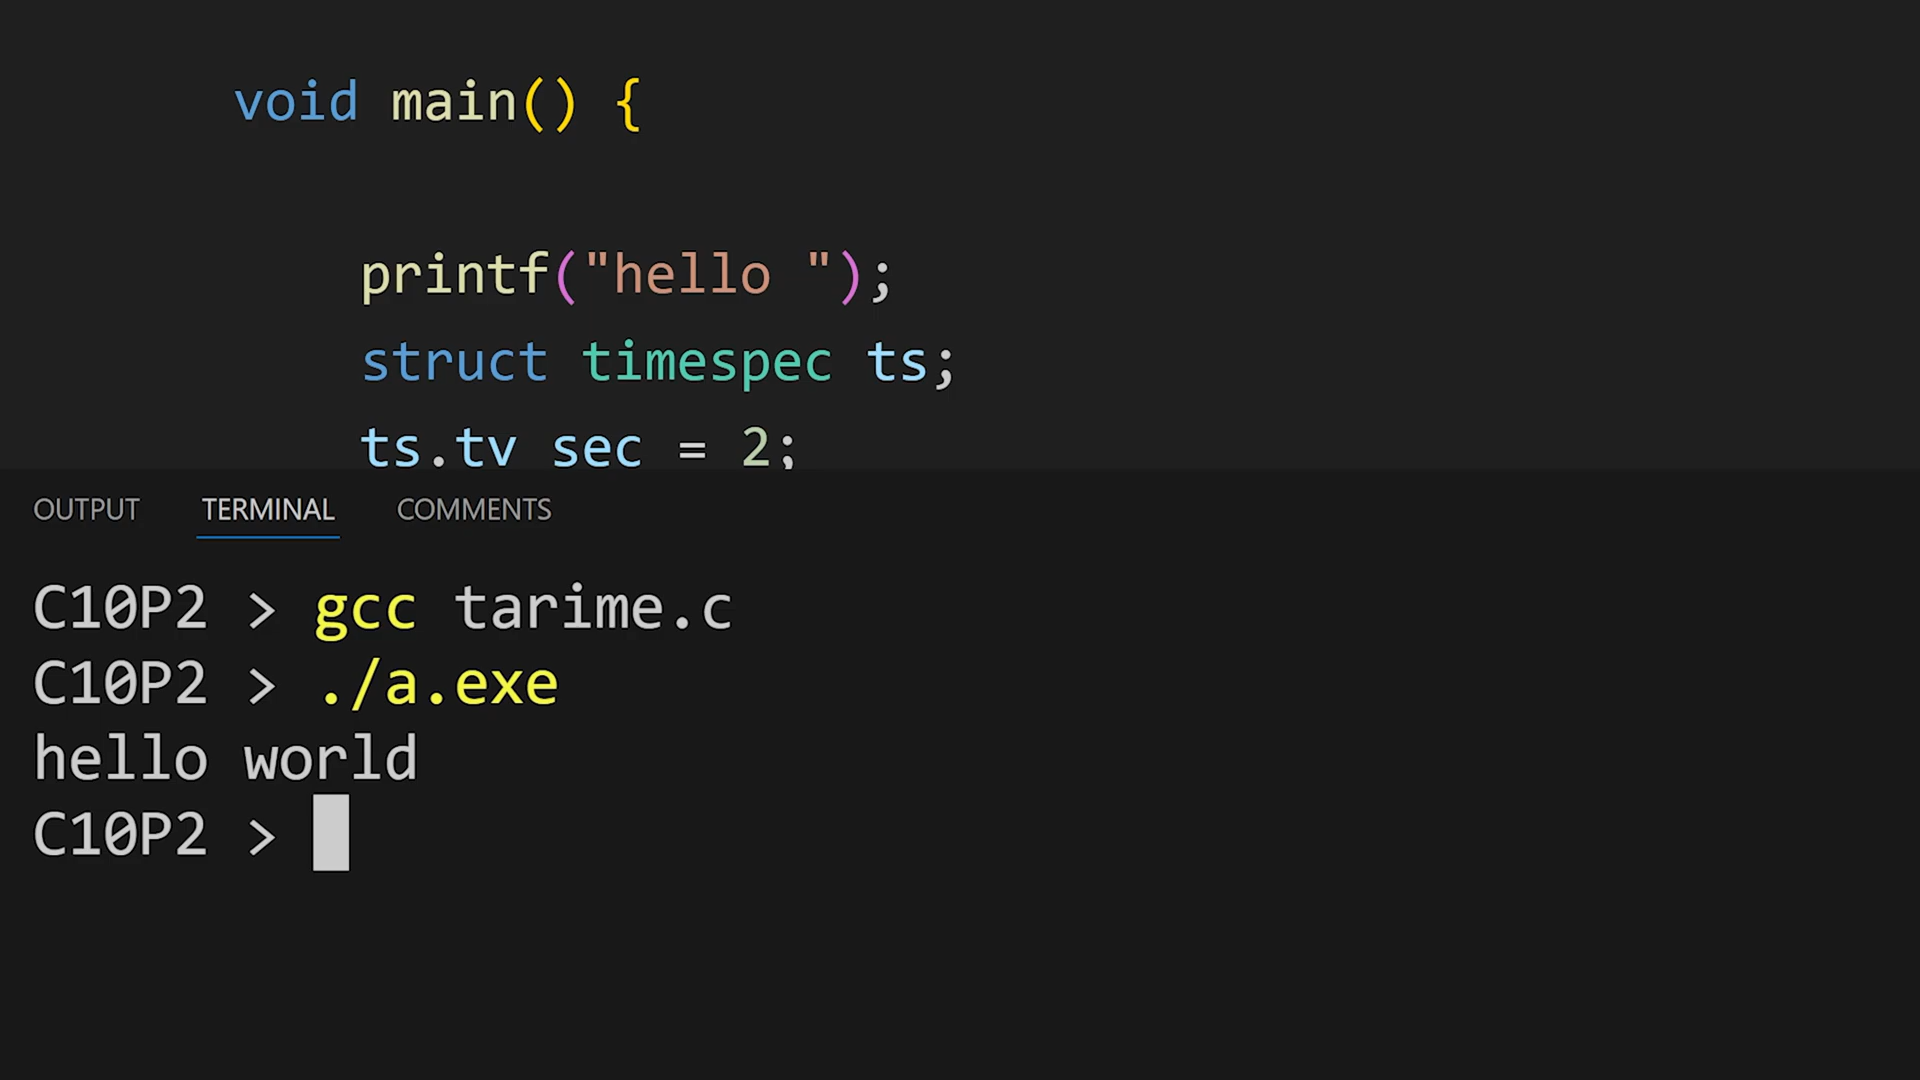 void main() {
printf("hello ");
struct timespec ts;
ts.tv sec = 2;
OUTPUT TERMINAL COMMENTS
C10P2 > gcc tarime.c
C10P2 > ./a.exe
hello world
C10P2 >